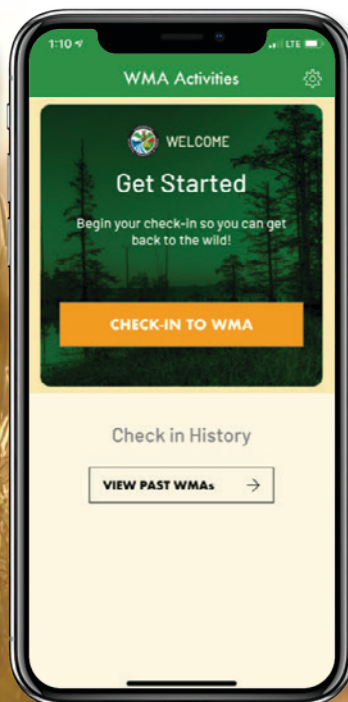 1:10
LTE
WMA Activities
WELCOME
Get Started
Begin your check-in so you can get
back to the wild!
CHECK-IN TO WMA
Check in History
VIEW PAST WMAs